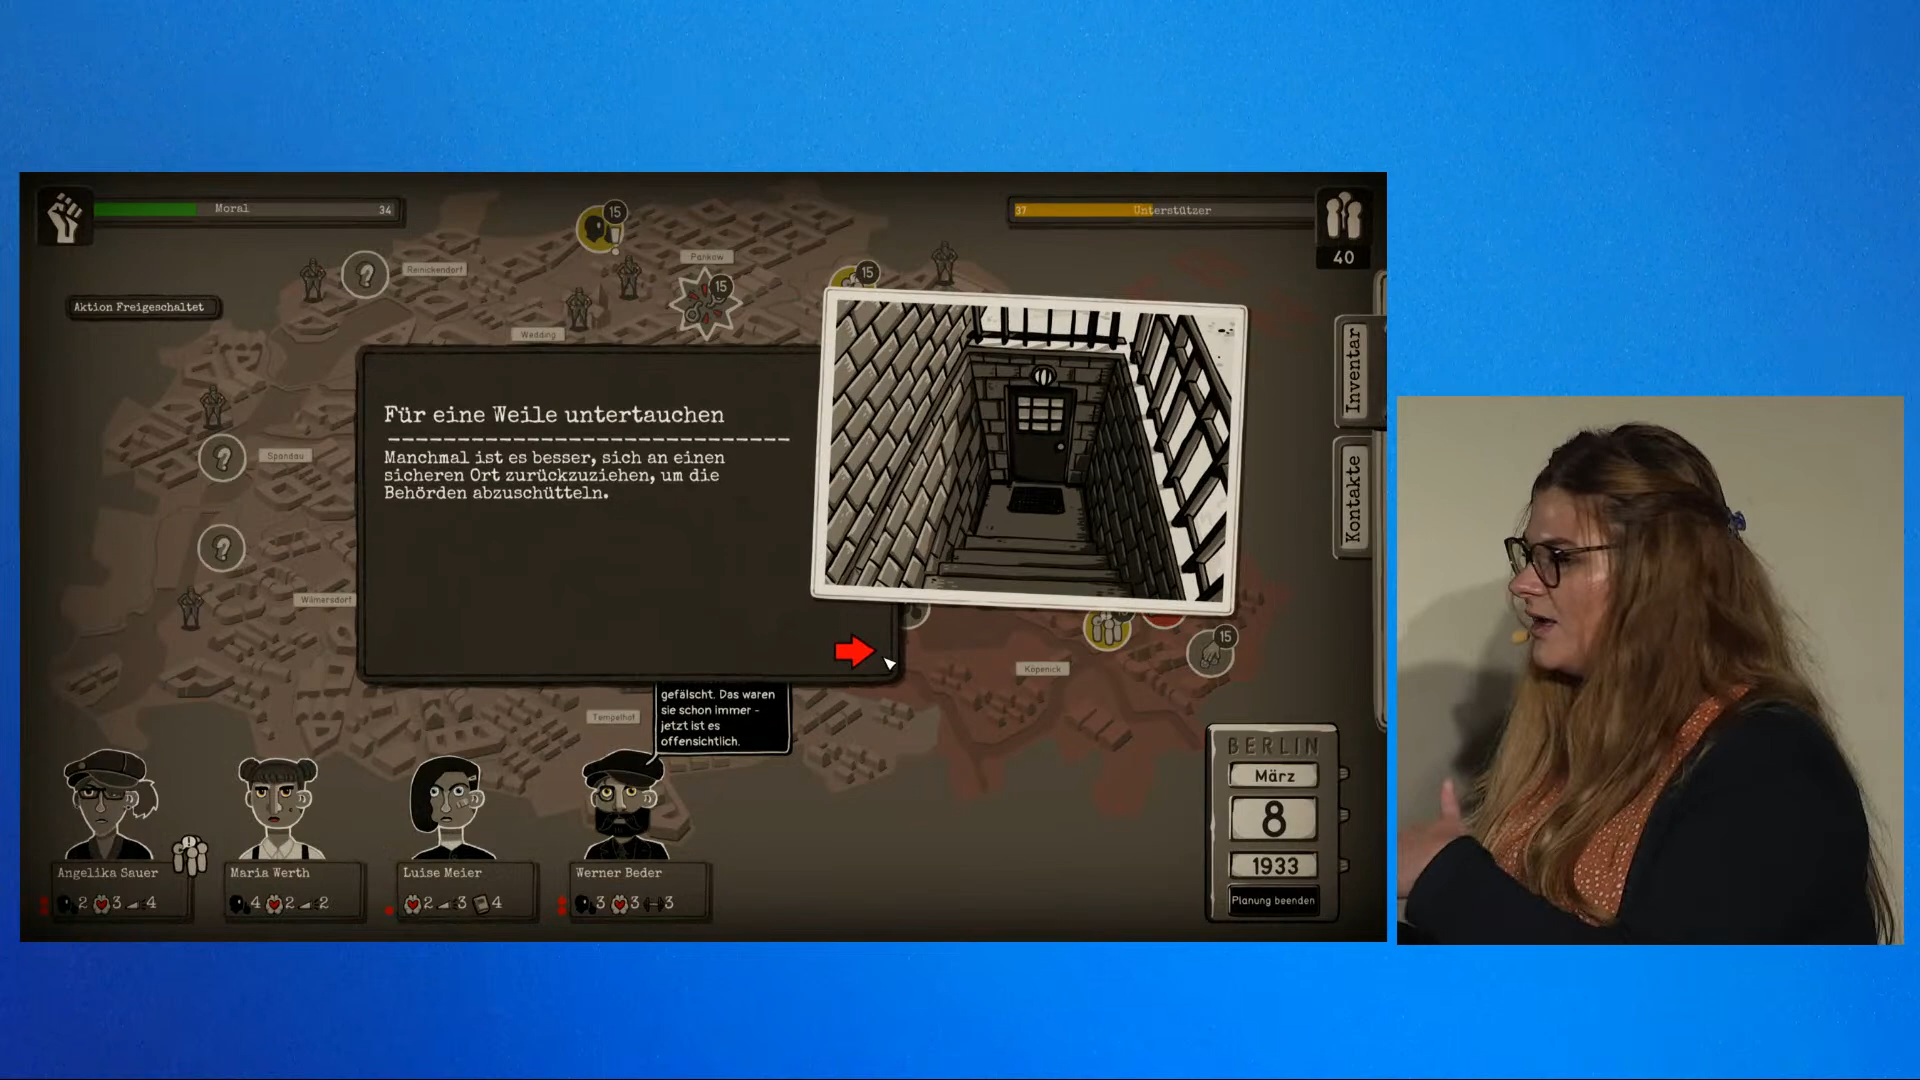 Moral
34
37
Unterstützer
40
15
Pankow
Reinickendorf
15
15
Aktion Freigeschaltet
Wedding
Inventar
Für eine Weile untertauchen
Manchmal ist es besser, sich an einen
sicheren Ort zurückzuziehen, um die
Behörden abzuschütteln.
Spandau
Kontakte
Wilmersdorf
15
Köpenick
gefälscht. Das waren
sie schon immer -
jetzt ist es
offensichtlich.
Tempelhof
BERLIN
März
8
1933
Planung beenden
Angelika Sauer
Maria Werth
Luise Meier
Werner Beder
2 3 4
4 2 2
2 3 4
3 3 3